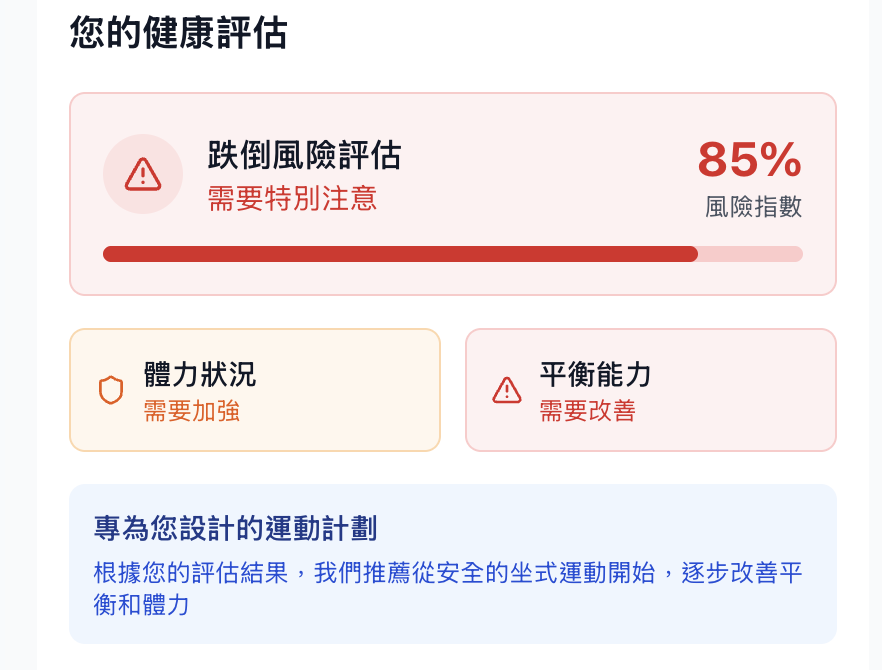 您的健康評估
跌倒風險評估
需要特別注意
85%
風險指數
體力狀況
需要加強
平衡能力
需要改善
專為您設計的運動計劃
根據您的評估結果，我們推薦從安全的坐式運動開始，逐步改善平
衡和體力